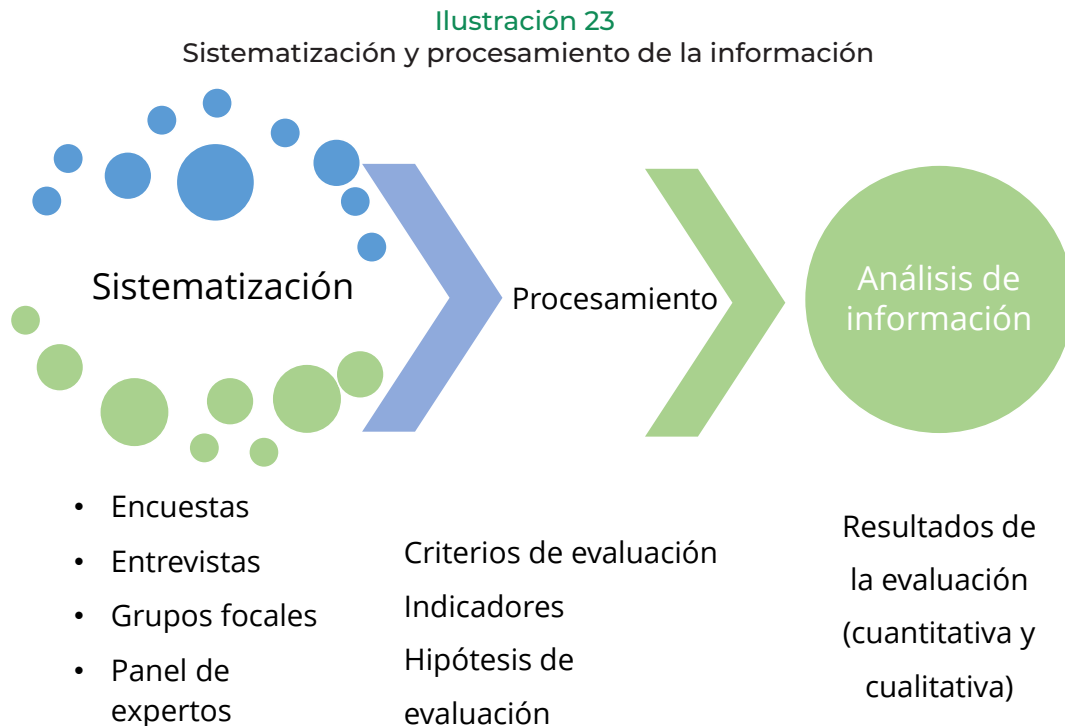 Ilustración 23
Sistematización y procesamiento de la información
Sistematización
Procesamiento
Análisis de
información
• Encuestas
• Entrevistas
• Grupos focales
• Panel de
expertos
Criterios de evaluación
Indicadores
Hipótesis de
evaluación
Resultados de
la evaluación
(cuantitativa y
cualitativa)